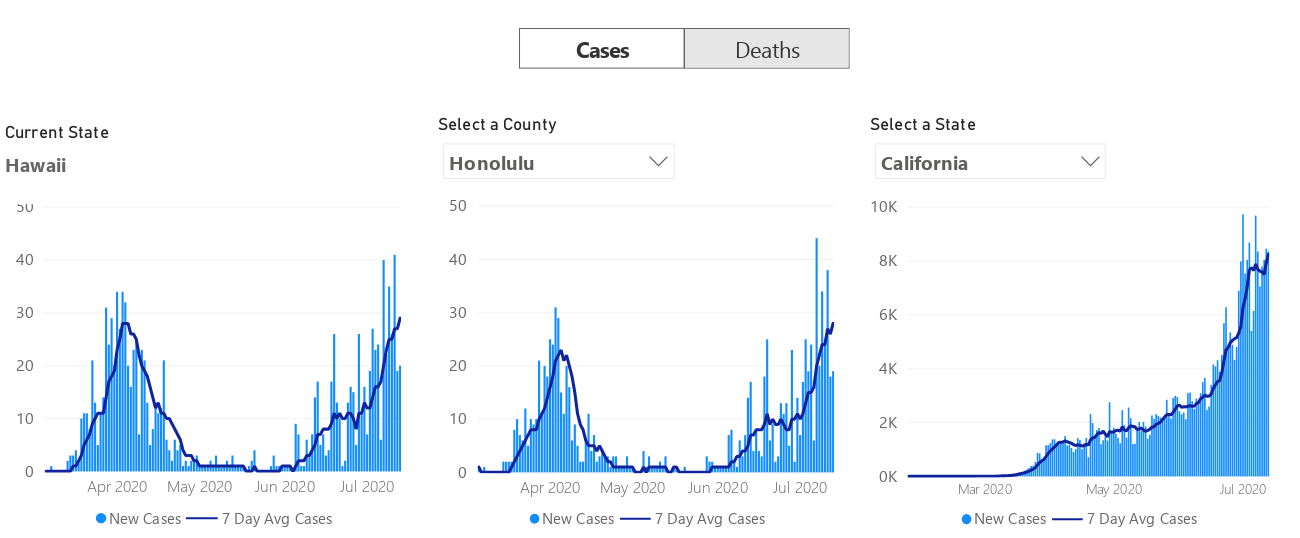 Cases Deaths
Current State
Hawaii
Select a County
Honolulu
Select a State
California
50
40
30
20
10
0
Apr 2020 May 2020 Jun 2020 Jul 2020
New Cases 7 Day Avg Cases
50
40
30
20
10
0
Apr 2020 May 2020 Jun 2020 Jul 2020
New Cases 7 Day Avg Cases
10K
8K
6K
4K
2K
0K
Mar 2020 May 2020 Jul 2020
New Cases 7 Day Avg Cases